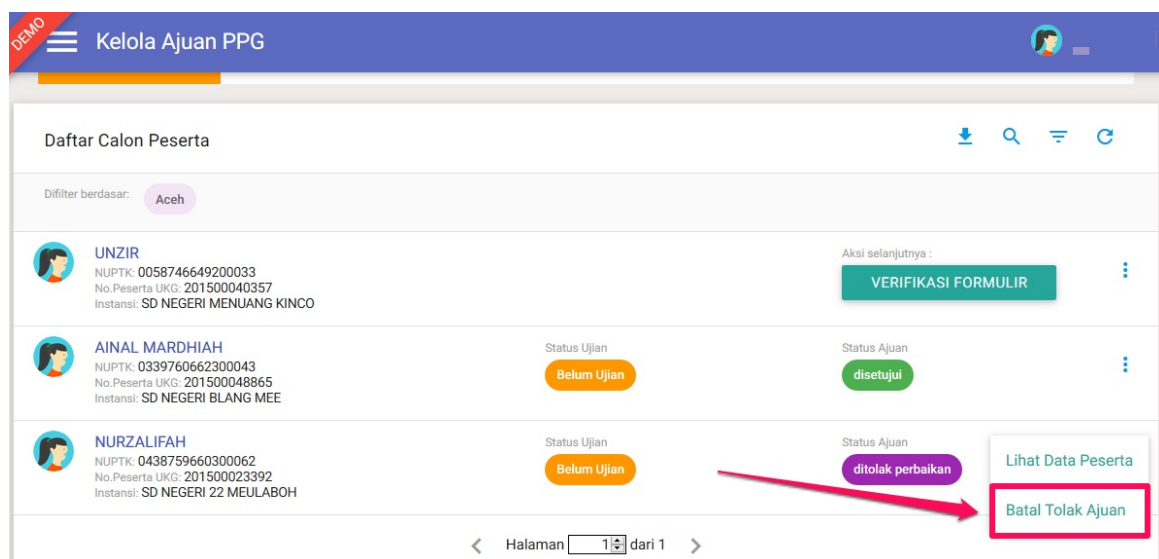 DEMO
Kelola Ajuan PPG
Daftar Calon Peserta
Difilter berdasar: Aceh
UNZIR
NUPTK: 0058746649200033
No.Peserta UKG: 201500040357
Instansi: SD NEGERI MENUANG KINCO
Aksi selanjutnya :
VERIFIKASI FORMULIR
AINAL MARDHIAH
NUPTK: 0339760662300043
No.Peserta UKG: 201500048865
Instansi: SD NEGERI BLANG MEE
Status Ujian
Belum Ujian
Status Ajuan
disetujui
NURZALIFAH
NUPTK: 0438759660300062
No.Peserta UKG: 201500023392
Instansi: SD NEGERI 22 MEULABOH
Status Ujian
Belum Ujian
Status Ajuan
ditolak perbaikan
Lihat Data Peserta
Batal Tolak Ajuan
Halaman 1 dari 1